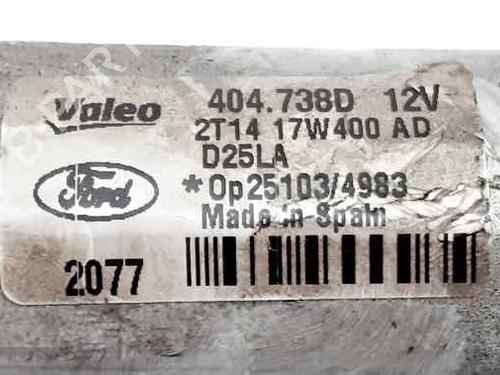 Valeo 404.738D 12V
2T14 17W400 AD
D25LA
Ford *Op25103/4983
Made in Spain
2077